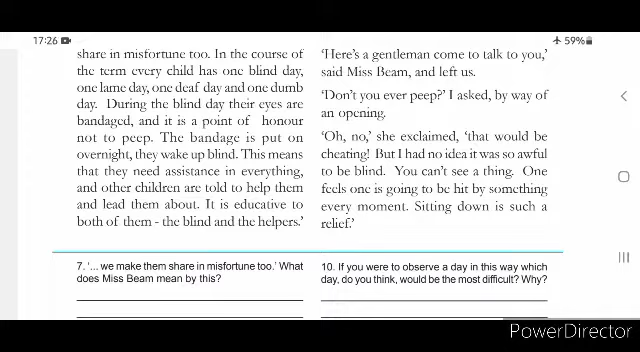 17:26
59%
share in misfortune too. In the course of
the term every child has one blind day,
one lame day, one deaf day and one dumb
day. During the blind day their eyes are
bandaged, and it is a point of honour
not to peep. The bandage is put on
overnight, they wake up blind. This means
that they need assistance in everything,
and other children are told to help them
and lead them about. It is educative to
both of them - the blind and the helpers.’
7. ‘... we make them share in misfortune too.’ What
does Miss Beam mean by this?
‘Here’s a gentleman come to talk to you,’
said Miss Beam, and left us.
‘Don’t you ever peep?’ I asked, by way of
an opening.
‘Oh, no,’ she exclaimed, ‘that would be
cheating! But I had no idea it was so awful
to be blind. You can’t see a thing. One
feels one is going to be hit by something
every moment. Sitting down is such a
relief.’
10. If you were to observe a day in this way which
day, do you think, would be the most difficult? Why?
PowerDirector